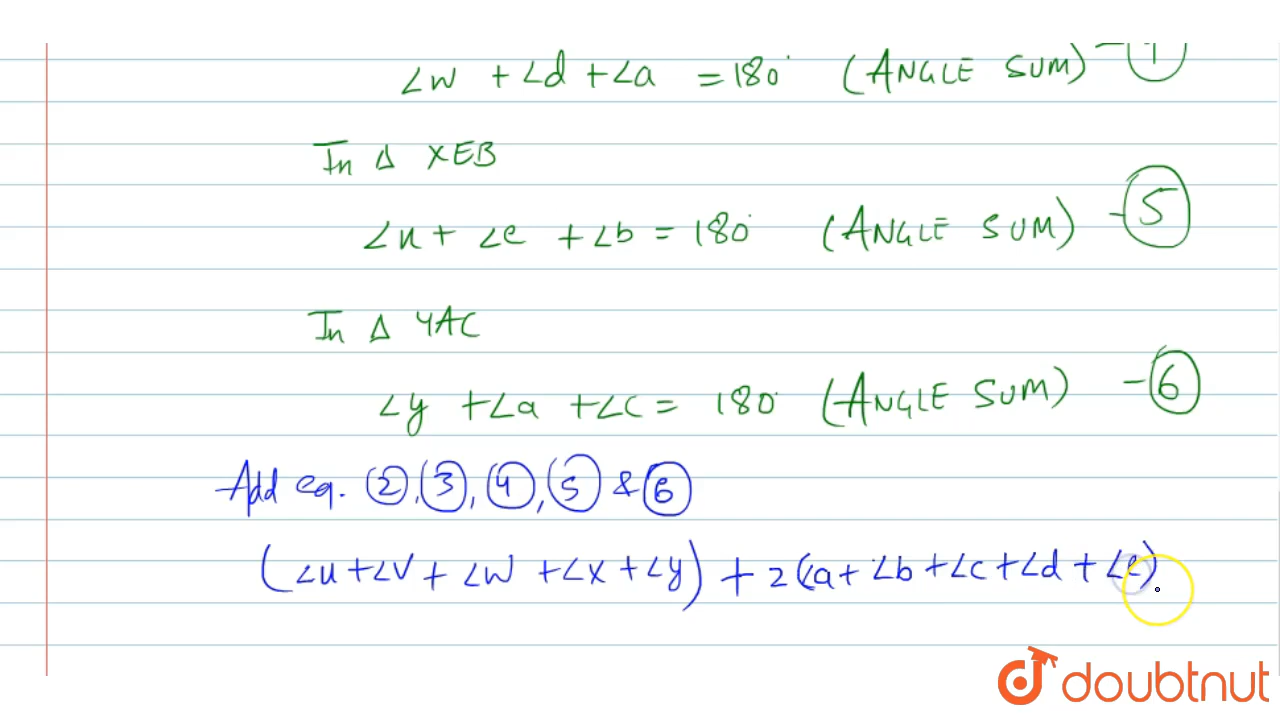 ∠w + ∠d + ∠a = 180° (ANGLE SUM) - 4
In Δ XEB
∠x + ∠e + ∠b = 180° (ANGLE SUM) - 5
In Δ YAC
∠y + ∠a + ∠c = 180° (ANGLE SUM) - 6
Add eq. (2), (3), (4), (5) & (6)
(∠u + ∠v + ∠w + ∠x + ∠y) + 2(∠a + ∠b + ∠c + ∠d + ∠e)
doubtnut